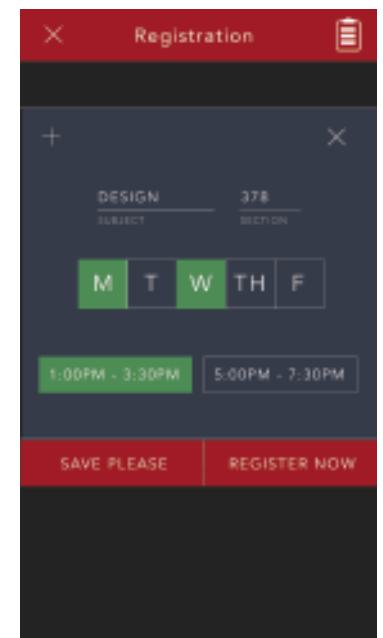 Registration
DESIGN 378
SUBJECT SECTION
M T W TH F
1:00PM - 3:30PM 5:00PM - 7:30PM
SAVE PLEASE REGISTER NOW